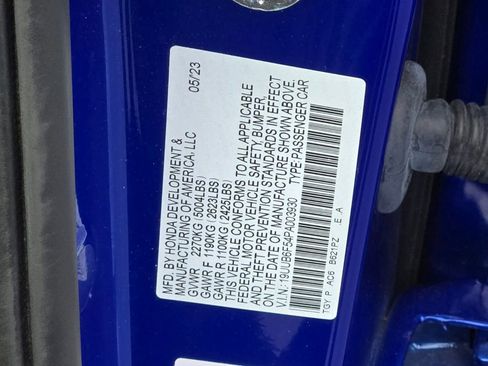 MFD. BY HONDA DEVELOPMENT & 05/23
MANUFACTURING OF AMERICA, LLC
GVWR 2270KG ( 5004LBS)
GAWR F 1190KG ( 2623LBS)
GAWR R 1100KG ( 2425LBS)
THIS VEHICLE CONFORMS TO ALL APPLICABLE
FEDERAL MOTOR VEHICLE SAFETY, BUMPER,
AND THEFT PREVENTION STANDARDS IN EFFECT
ON THE DATE OF MANUFACTURE SHOWN ABOVE.
V.I.N.: 19UUB6F54PA003930 TYPE:PASSENGER CAR
TGY P AC6 B621PZ .E .A